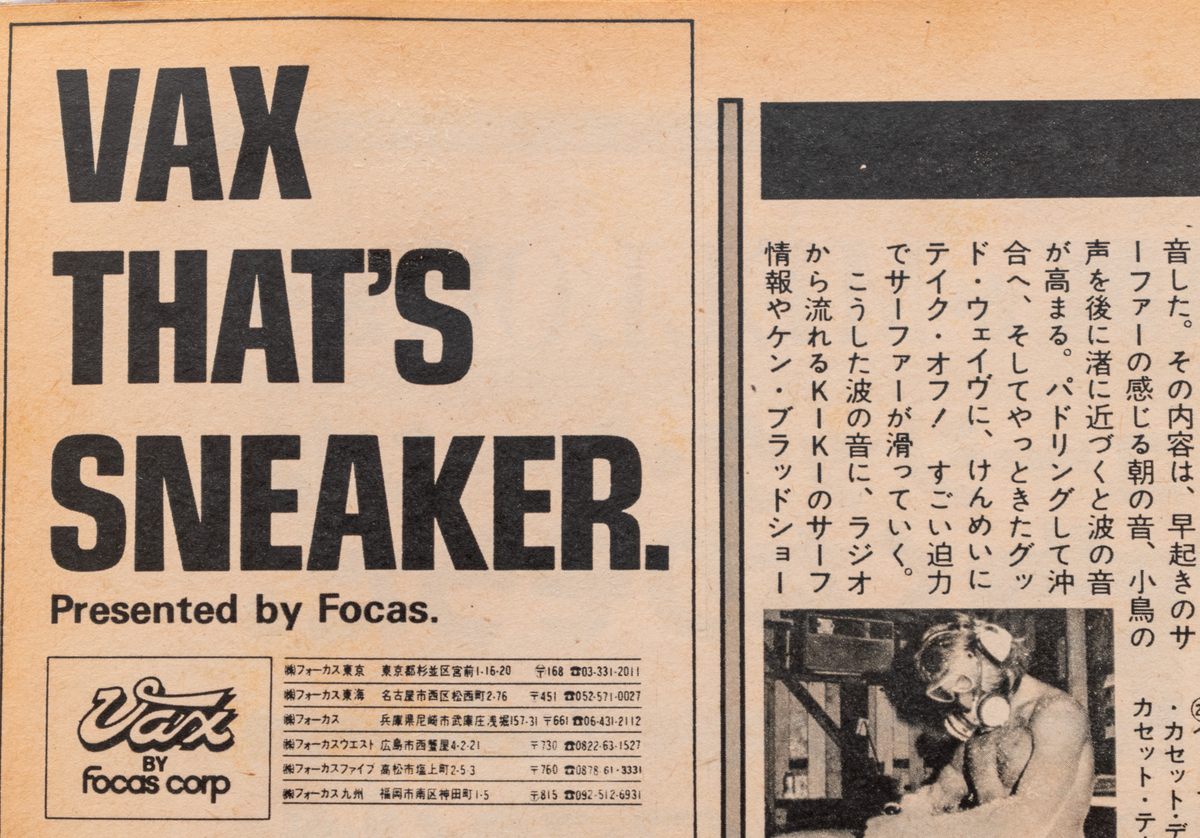 VAX
THAT'S
SNEAKER.
Presented by Focas.
Vax
BY
focas corp
㈱フォーカス東京 東京都杉並区宮前1-16-20 〒168 ☎03-331-2011
㈱フォーカス東海 名古屋市西区松西町2-76 〒451 ☎052-571-0027
㈱フォーカス 兵庫県尼崎市武庫庄浅堀157-31 〒661 ☎06-431-2112
㈱フォーカスウエスト 広島市西蟹屋4-2-21 〒730 ☎0822-63-1527
㈱フォーカスファイブ 高松市塩上町2-5-3 〒760 ☎0878-61-3331
㈱フォーカス九州 福岡市南区神田町1-5 〒815 ☎092-512-6931
音した。その内容は、早起きのサ
ーファーの感じる朝の音、小鳥の
声を後に渚に近づくと波の音
が高まる。パドリングして沖
合へ、そしてやっときたグッ
ド・ウェイヴに、けんめいに
テイク・オフ！ すごい迫力
でサーファーが滑っていく。
こうした波の音に、ラジオ
から流れるKIKIのサーフ
情報やケン・ブラッドショー
・カセット・デ
カセット・テ